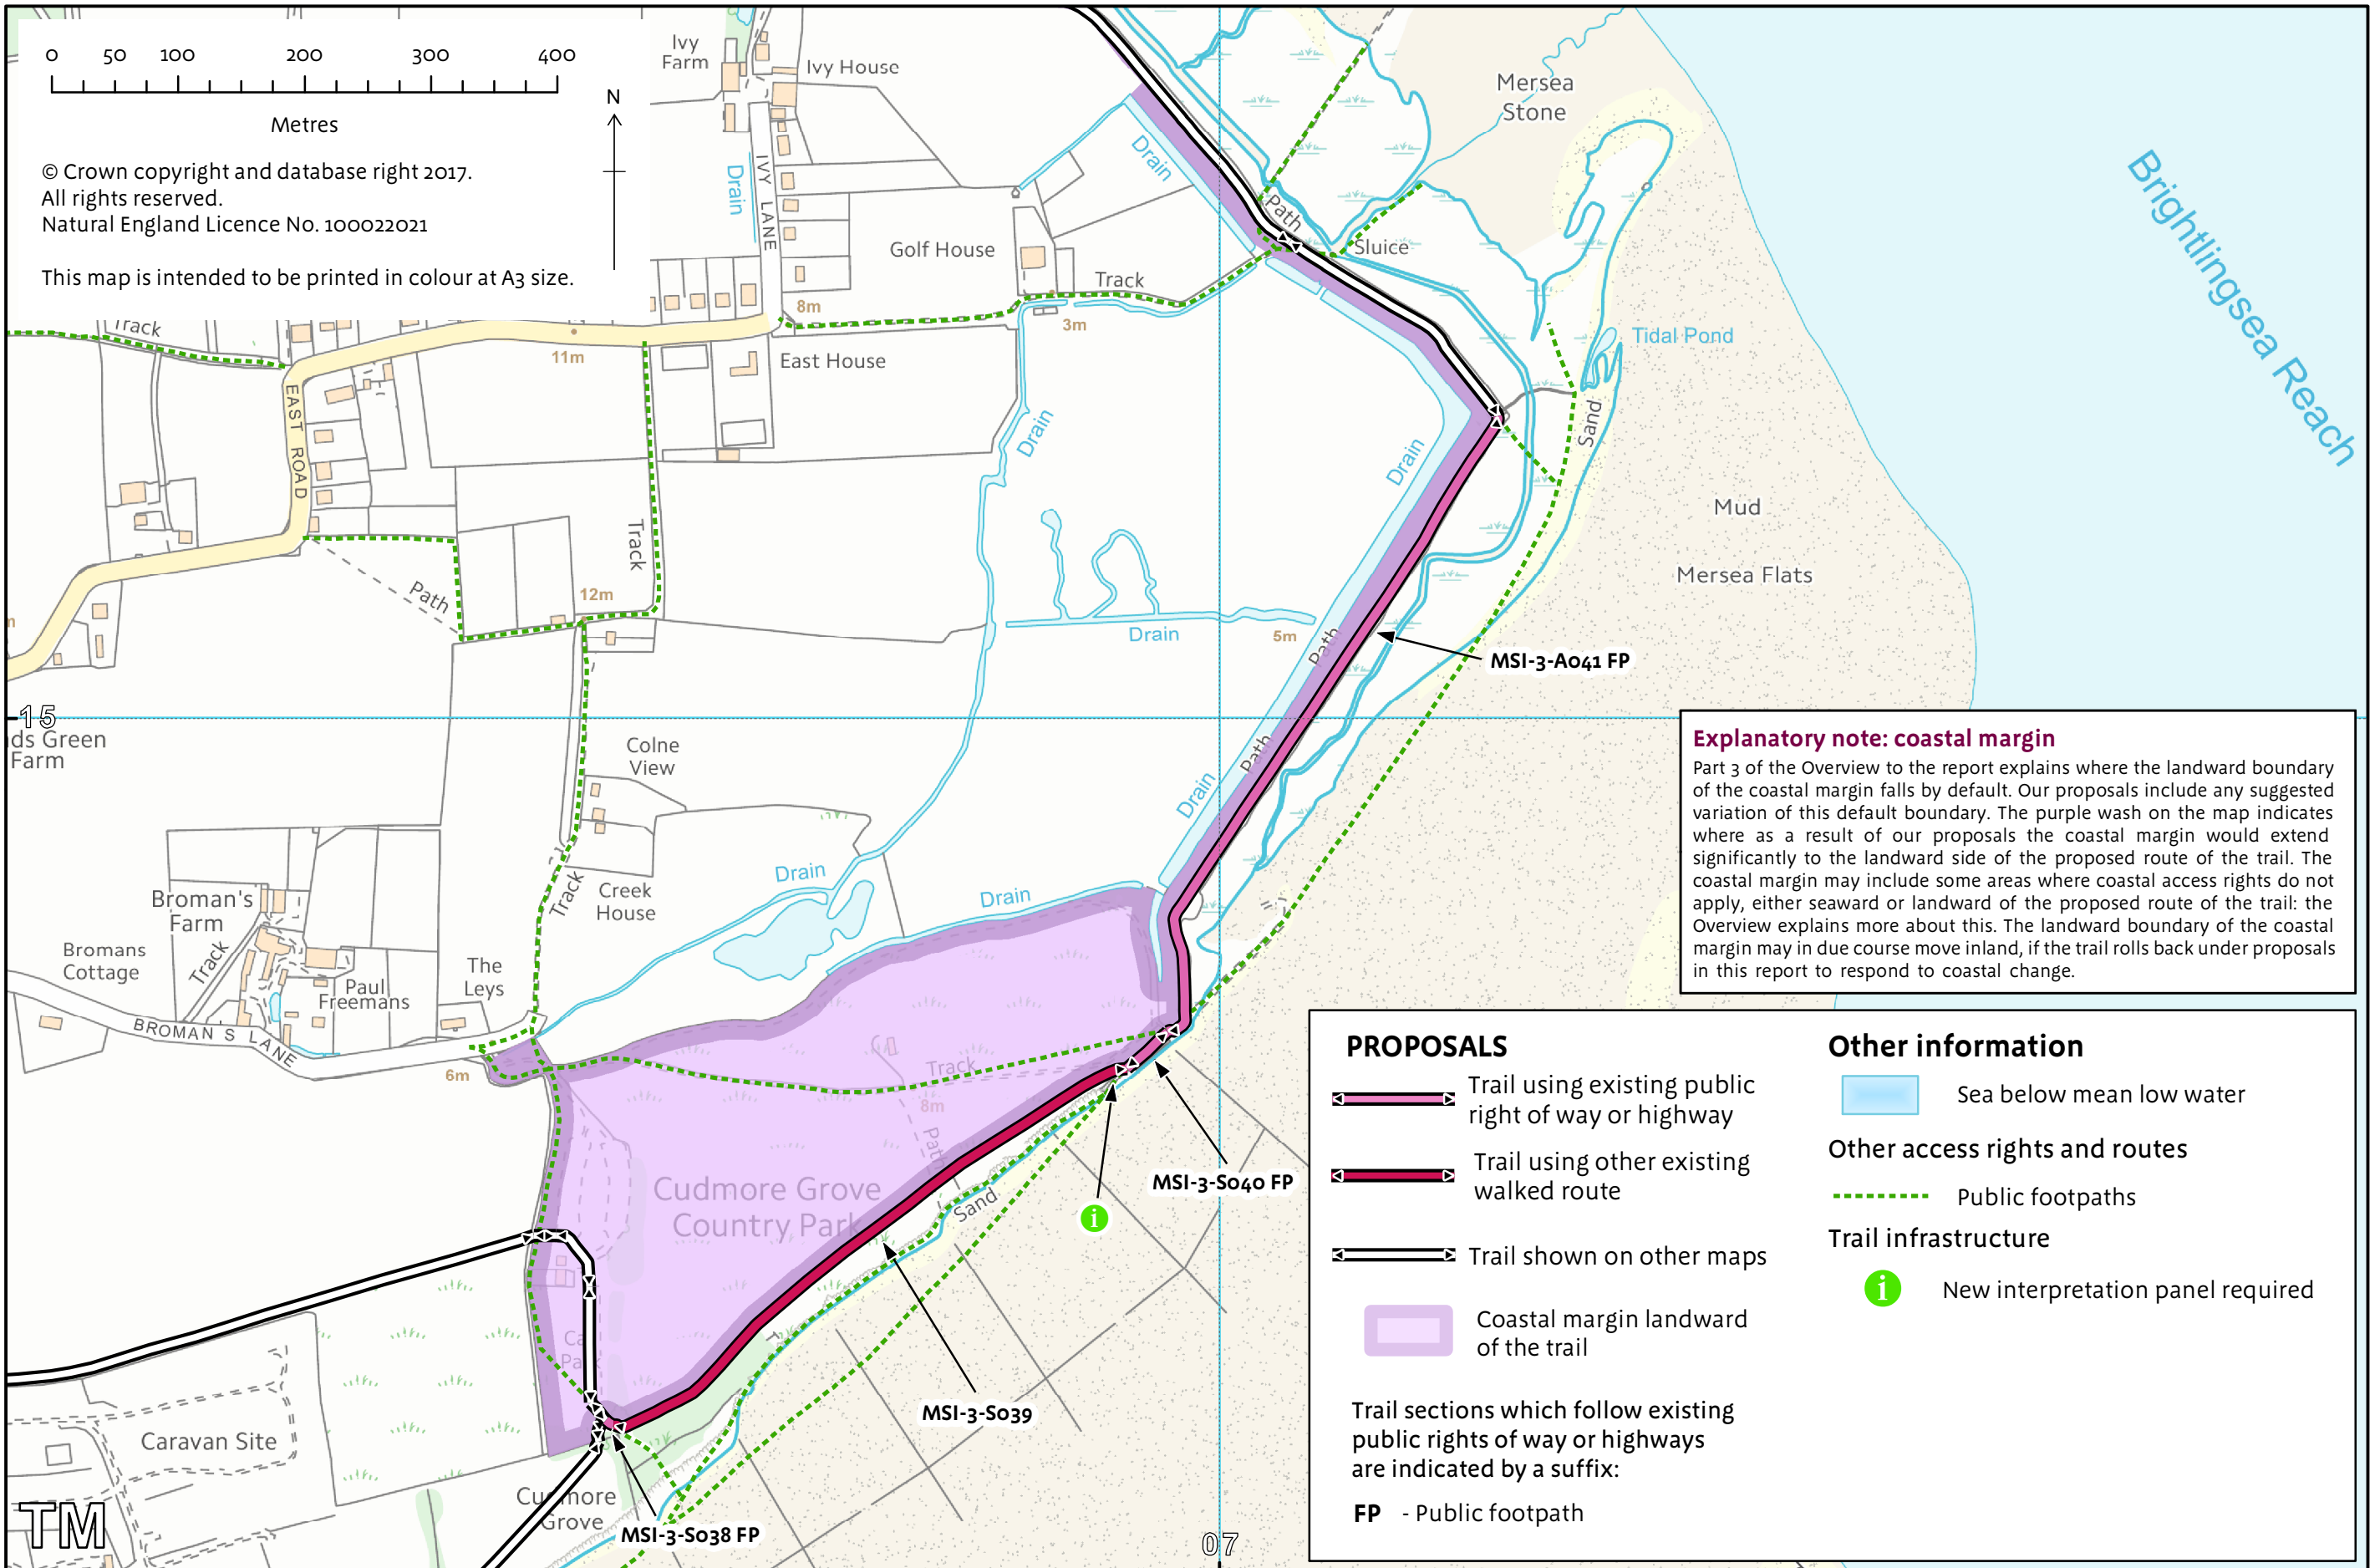 0 50 100 200 300 400
Metres
N
© Crown copyright and database right 2017.
All rights reserved.
Natural England Licence No. 100022021
This map is intended to be printed in colour at A3 size.
Ivy
Farm
Ivy House
Drain
IVY LANE
Golf House
Track
8m
3m
East House
11m
Track
EAST ROAD
Track
Path
12m
Drain
Drain
5m
Drain
Path
Sluice
Mersea
Stone
Brightlingsea Reach
Tidal Pond
Sand
Mud
Mersea Flats
Drain
Path
Path
Drain
MSI-3-A041 FP
15
ds Green
Farm
Colne
View
Creek
House
Track
Drain
Drain
Broman's
Farm
Track
Bromans
Cottage
Paul
Freemans
The
Leys
BROMAN'S LANE
6m
Track
8m
Path
Cudmore Grove
Country Park
Car
Park
Sand
MSI-3-S040 FP
i
MSI-3-S039
Caravan Site
Cudmore
Grove
MSI-3-S038 FP
TM
07
Explanatory note: coastal margin
Part 3 of the Overview to the report explains where the landward boundary
of the coastal margin falls by default. Our proposals include any suggested
variation of this default boundary. The purple wash on the map indicates
where as a result of our proposals the coastal margin would extend
significantly to the landward side of the proposed route of the trail. The
coastal margin may include some areas where coastal access rights do not
apply, either seaward or landward of the proposed route of the trail: the
Overview explains more about this. The landward boundary of the coastal
margin may in due course move inland, if the trail rolls back under proposals
in this report to respond to coastal change.
PROPOSALS
Trail using existing public
right of way or highway
Trail using other existing
walked route
Trail shown on other maps
Coastal margin landward
of the trail
Trail sections which follow existing
public rights of way or highways
are indicated by a suffix:
FP - Public footpath
Other information
Sea below mean low water
Other access rights and routes
Public footpaths
Trail infrastructure
i New interpretation panel required